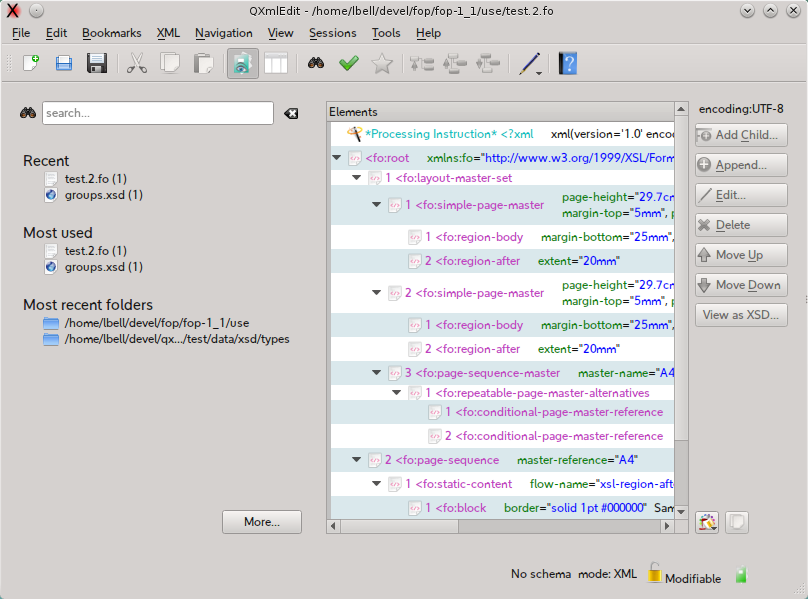 QXmlEdit - /home/lbell/devel/fop/fop-1_1/use/test.2.fo
File Edit Bookmarks XML Navigation View Sessions Tools Help
search...
Recent
test.2.fo (1)
groups.xsd (1)
Most used
test.2.fo (1)
groups.xsd (1)
Most recent folders
/home/lbell/devel/fop/fop-1_1/use
/home/lbell/devel/qx.../test/data/xsd/types
More...
Elements
*Processing Instruction* <?xml xml(version='1.0' enco
<fo:root xmlns:fo="http://www.w3.org/1999/XSL/Form
1 <fo:layout-master-set
1 <fo:simple-page-master page-height="29.7cm
margin-top="5mm", p
1 <fo:region-body margin-bottom="25mm",
2 <fo:region-after extent="20mm"
2 <fo:simple-page-master page-height="29.7cm
margin-top="5mm", p
1 <fo:region-body margin-bottom="25mm",
2 <fo:region-after extent="20mm"
3 <fo:page-sequence-master master-name="A4
1 <fo:repeatable-page-master-alternatives
1 <fo:conditional-page-master-reference
2 <fo:conditional-page-master-reference
2 <fo:page-sequence master-reference="A4"
1 <fo:static-content flow-name="xsl-region-aft
1 <fo:block border="solid 1pt #000000" Sam
encoding:UTF-8
Add Child...
Append...
Edit...
Delete
Move Up
Move Down
View as XSD...
No schema mode: XML Modifiable